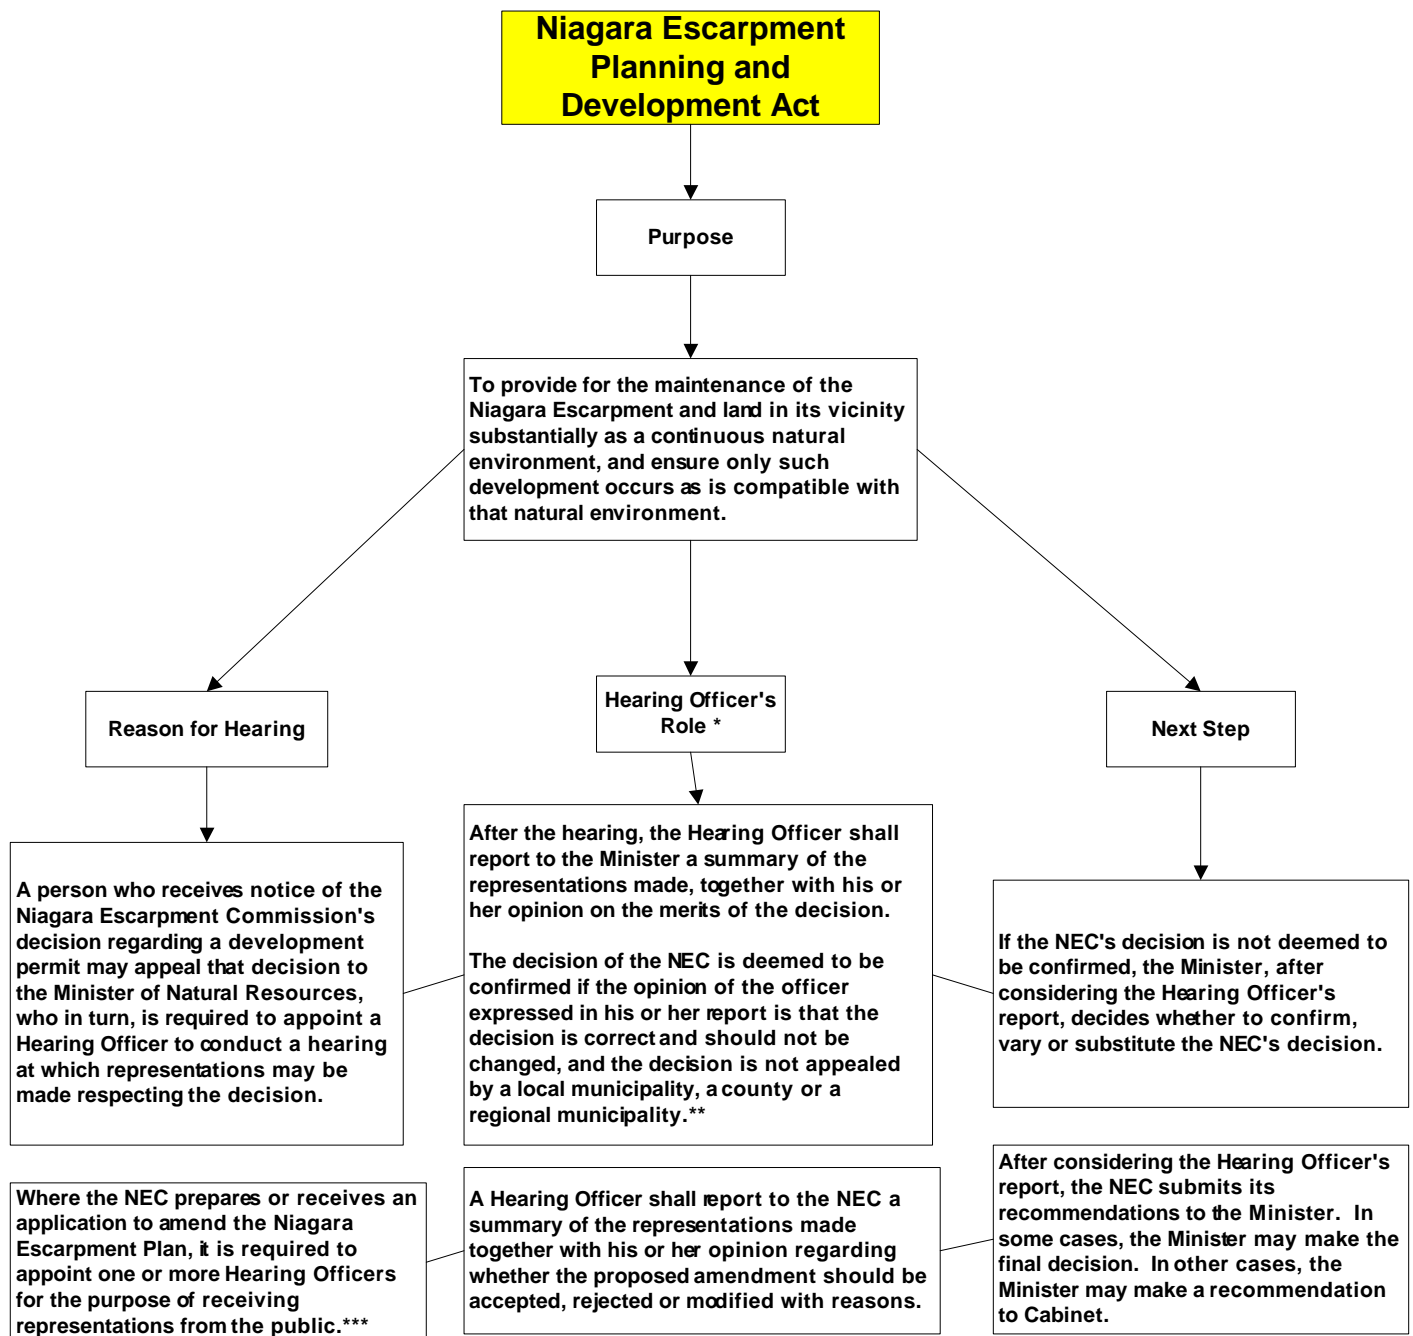 Niagara Escarpment
Planning and
Development Act
Purpose
To provide for the maintenance of the
Niagara Escarpment and land in its vicinity
substantially as a continuous natural
environment, and ensure only such
development occurs as is compatible with
that natural environment.
Reason for Hearing
Hearing Officer's
Role *
Next Step
A person who receives notice of the
Niagara Escarpment Commission's
decision regarding a development
permit may appeal that decision to
the Minister of Natural Resources,
who in turn, is required to appoint a
Hearing Officer to conduct a hearing
at which representations may be
made respecting the decision.
After the hearing, the Hearing Officer shall
report to the Minister a summary of the
representations made, together with his or
her opinion on the merits of the decision.
The decision of the NEC is deemed to be
confirmed if the opinion of the officer
expressed in his or her report is that the
decision is correct and should not be
changed, and the decision is not appealed
by a local municipality, a county or a
regional municipality.**
If the NEC's decision is not deemed to
be confirmed, the Minister, after
considering the Hearing Officer's
report, decides whether to confirm,
vary or substitute the NEC's decision.
Where the NEC prepares or receives an
application to amend the Niagara
Escarpment Plan, it is required to
appoint one or more Hearing Officers
for the purpose of receiving
representations from the public.***
A Hearing Officer shall report to the NEC a
summary of the representations made
together with his or her opinion regarding
whether the proposed amendment should be
accepted, rejected or modified with reasons.
After considering the Hearing Officer's
report, the NEC submits its
recommendations to the Minister. In
some cases, the Minister may make the
final decision. In other cases, the
Minister may make a recommendation
to Cabinet.